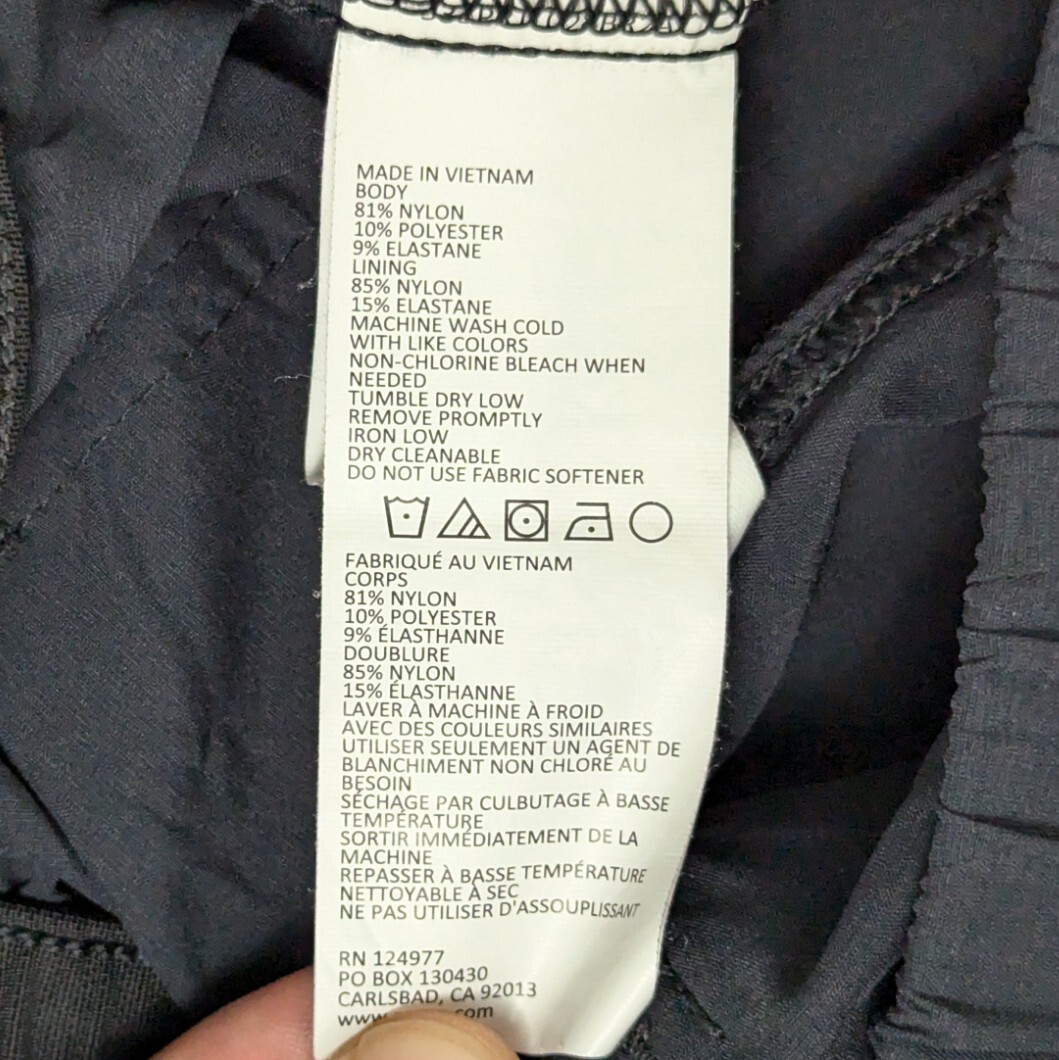 MADE IN VIETNAM
BODY
81% NYLON
10% POLYESTER
9% ELASTANE
LINING
85% NYLON
15% ELASTANE
MACHINE WASH COLD
WITH LIKE COLORS
NON-CHLORINE BLEACH WHEN
NEEDED
TUMBLE DRY LOW
REMOVE PROMPTLY
IRON LOW
DRY CLEANABLE
DO NOT USE FABRIC SOFTENER
FABRIQUÉ AU VIETNAM
CORPS
81% NYLON
10% POLYESTER
9% ÉLASTHANNE
DOUBLURE
85% NYLON
15% ÉLASTHANNE
LAVER À MACHINE À FROID
AVEC DES COULEURS SIMILAIRES
UTILISER SEULEMENT UN AGENT DE
BLANCHIMENT NON CHLORÉ AU
BESOIN
SÉCHAGE PAR CULBUTAGE À BASSE
TEMPÉRATURE
SORTIR IMMÉDIATEMENT DE LA
MACHINE
REPASSER À BASSE TEMPÉRATURE
NETTOYABLE À SEC
NE PAS UTILISER D'ASSOUPLISSANT
RN 124977
PO BOX 130430
CARLSBAD, CA 92013